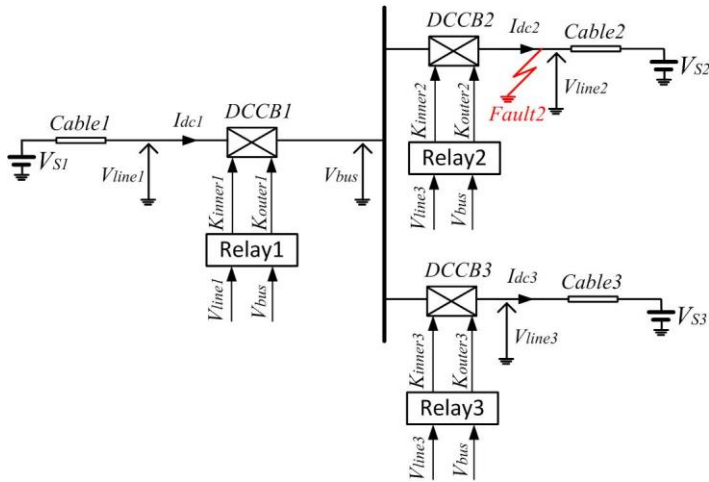 DCCB2
Idc2
Cable2
VS2
Vline2
Fault2
Kinner2
Kouter2
Relay2
Vline3
Vbus
Cable1
Idc1
DCCB1
VS1
Vline1
Vbus
Kinner1
Kouter1
Relay1
Vline1
Vbus
DCCB3
Idc3
Cable3
VS3
Vline3
Kinner3
Kouter3
Relay3
Vline3
Vbus